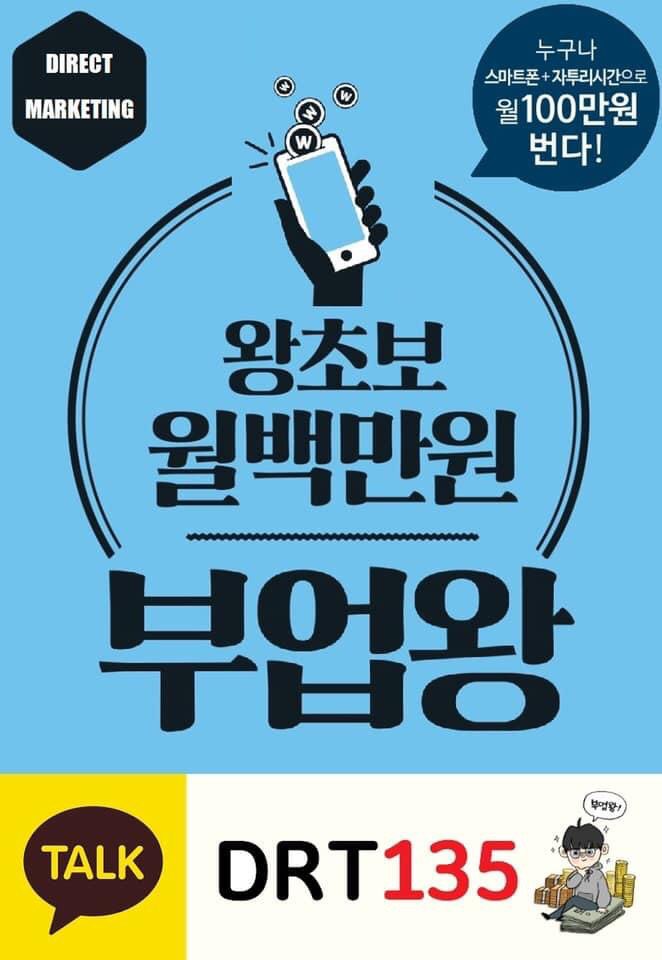 DIRECT
MARKETING
누구나
스마트폰+자투리시간으로
월100만원
번다!
W
W
W
W
왕초보
월백만원
부업왕
TALK
DRT135
부업왕!